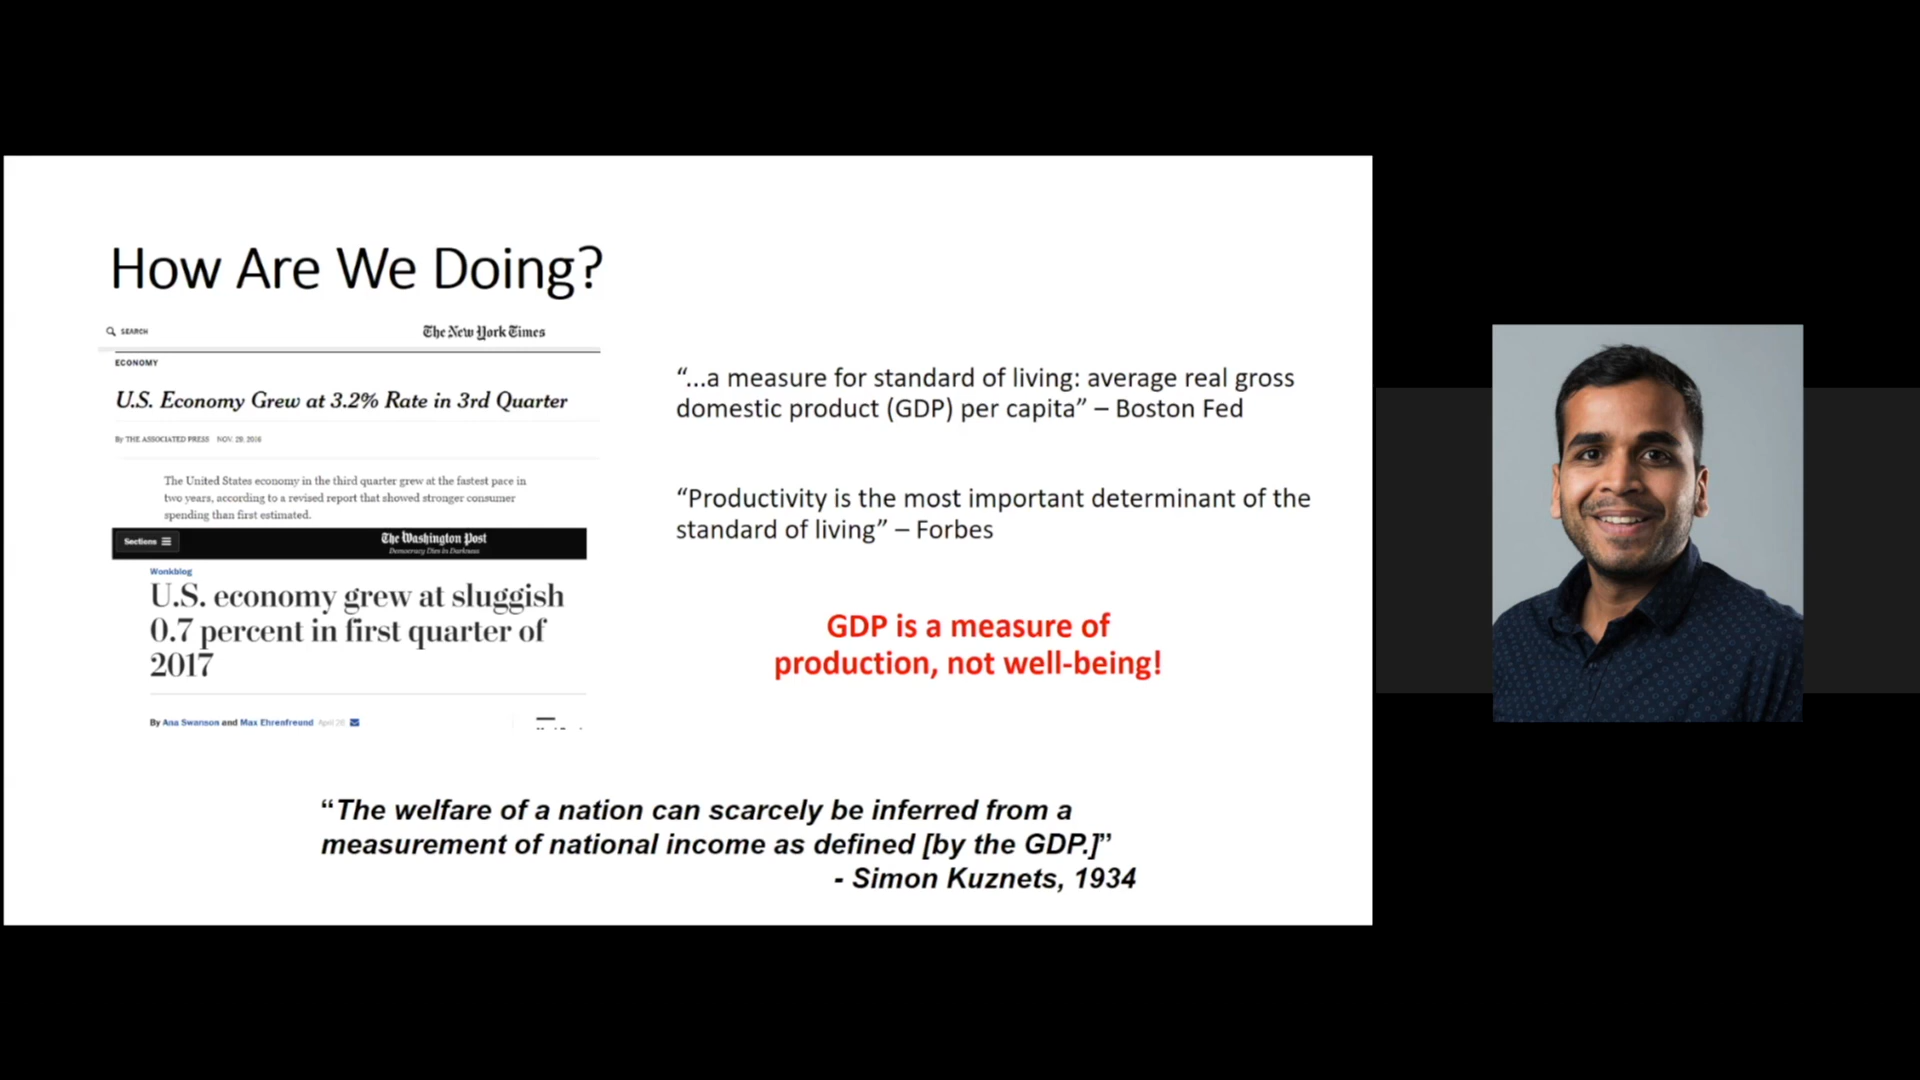 How Are We Doing?
SEARCH
The New York Times
ECONOMY
U.S. Economy Grew at 3.2% Rate in 3rd Quarter
By THE ASSOCIATED PRESS NOV. 29, 2016
The United States economy in the third quarter grew at the fastest pace in
two years, according to a revised report that showed stronger consumer
spending than first estimated.
Sections
The Washington Post
Democracy Dies in Darkness
Wonkblog
U.S. economy grew at sluggish
0.7 percent in first quarter of
2017
By Ana Swanson and Max Ehrenfreund April 28
“...a measure for standard of living: average real gross
domestic product (GDP) per capita” – Boston Fed
“Productivity is the most important determinant of the
standard of living” – Forbes
GDP is a measure of
production, not well-being!
“The welfare of a nation can scarcely be inferred from a
measurement of national income as defined [by the GDP.]”
- Simon Kuznets, 1934